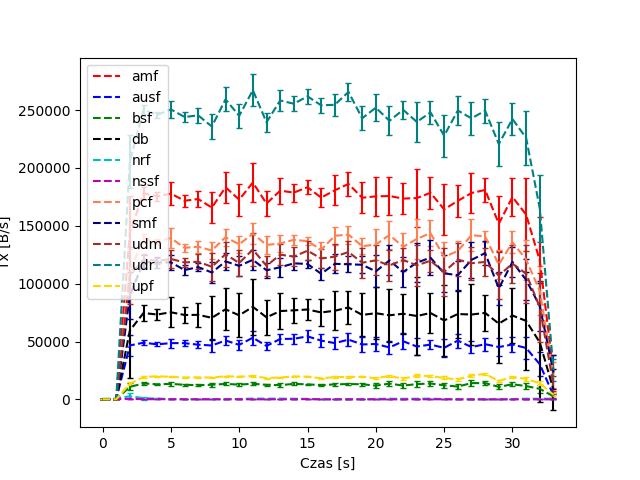 amf
ausf
bsf
db
nrf
nssf
pcf
smf
udm
udr
upf
250000
200000
150000
100000
50000
0
Tx [B/s]
0
5
10
15
20
25
30
Czas [s]